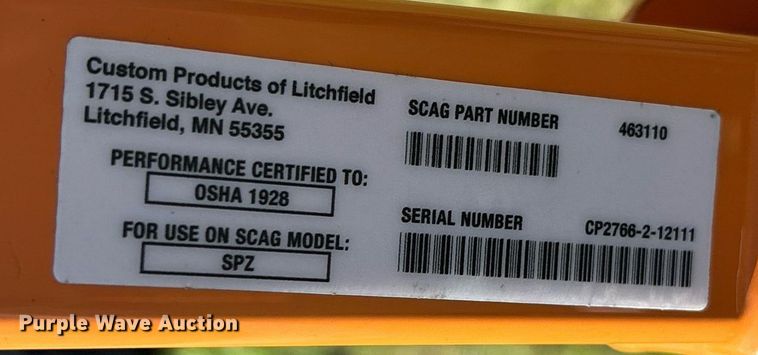 Custom Products of Litchfield
1715 S. Sibley Ave.
Litchfield, MN 55355
PERFORMANCE CERTIFIED TO:
OSHA 1928
FOR USE ON SCAG MODEL:
SPZ
SCAG PART NUMBER 463110
SERIAL NUMBER CP2766-2-12111
Purple Wave Auction